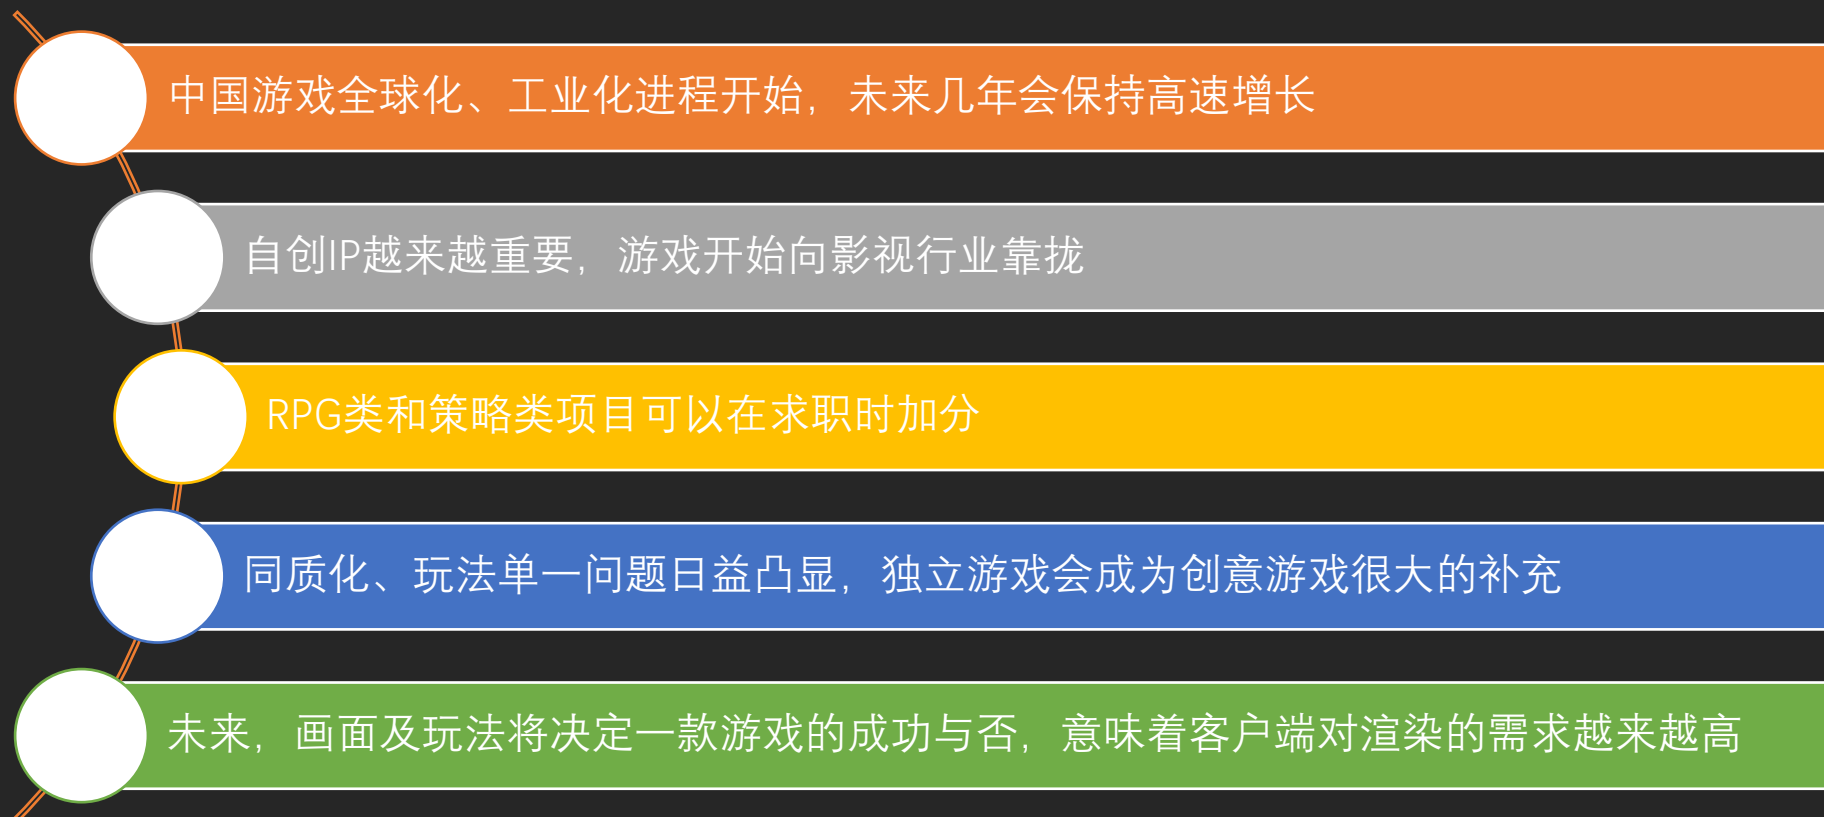 中国游戏全球化、工业化进程开始，未来几年会保持高速增长
自创IP越来越重要，游戏开始向影视行业靠拢
RPG类和策略类项目可以在求职时加分
同质化、玩法单一问题日益凸显，独立游戏会成为创意游戏很大的补充
未来，画面及玩法将决定一款游戏的成功与否，意味着客户端对渲染的需求越来越高